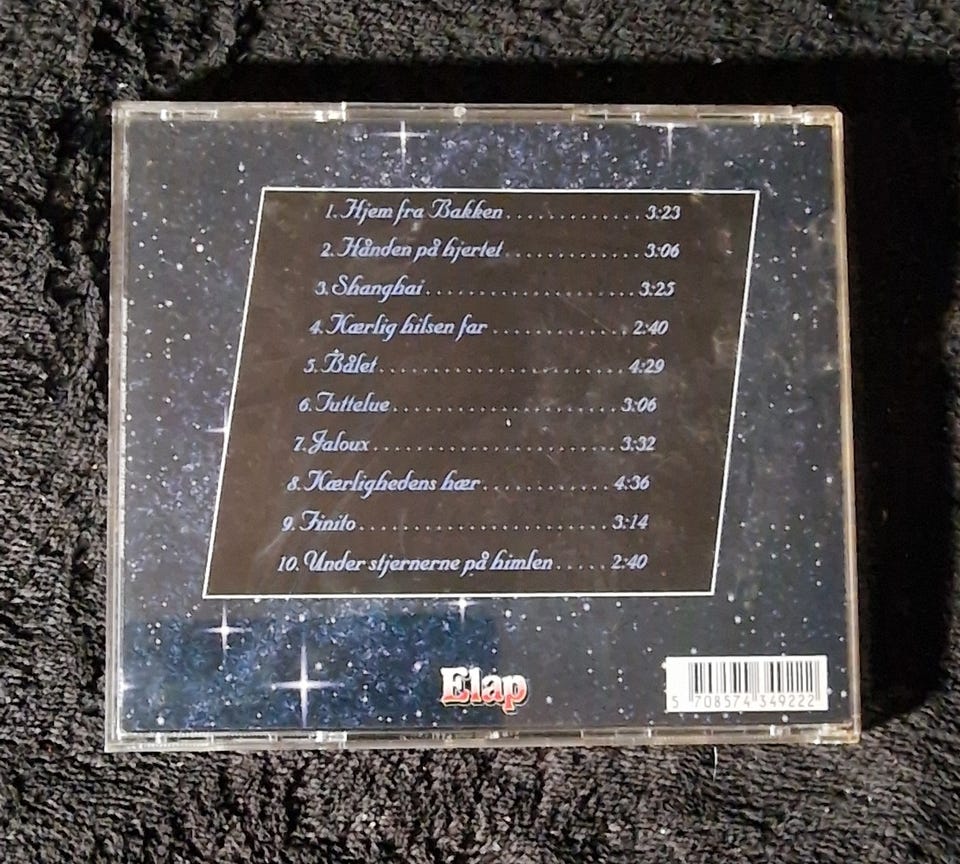 1. Hjem fra Bakken . . . . . . . . . . . . . 3:23
2. Hånden på hjertet . . . . . . . . . . . . . 3:06
3. Shanghai . . . . . . . . . . . . . . . . . . . . 3:25
4. Kærlig hilsen far . . . . . . . . . . . . . 2:40
5. Bålet . . . . . . . . . . . . . . . . . . . . . . . 4:29
6. Tuttelue . . . . . . . . . . . . . . . . . . . . . 3:06
7. Jaloux . . . . . . . . . . . . . . . . . . . . . . 3:32
8. Kærlighedens hær . . . . . . . . . . . . 4:36
9. Finito . . . . . . . . . . . . . . . . . . . . . . . 3:14
10. Under stjernerne på himlen . . . . . 2:40
Elap
5 708574 349222